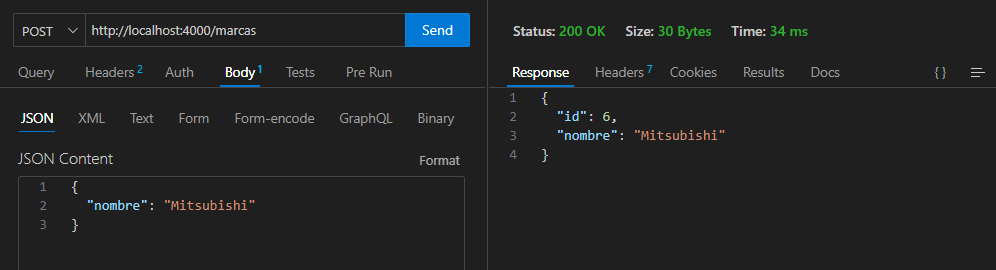 POST http://localhost:4000/marcas Send
Query Headers 2 Auth Body 1 Tests Pre Run
JSON XML Text Form Form-encode GraphQL Binary
JSON Content Format
1 {
2 "nombre": "Mitsubishi"
3 }
Status: 200 OK Size: 30 Bytes Time: 34 ms
Response Headers 7 Cookies Results Docs { }
1 {
2 "id": 6,
3 "nombre": "Mitsubishi"
4 }